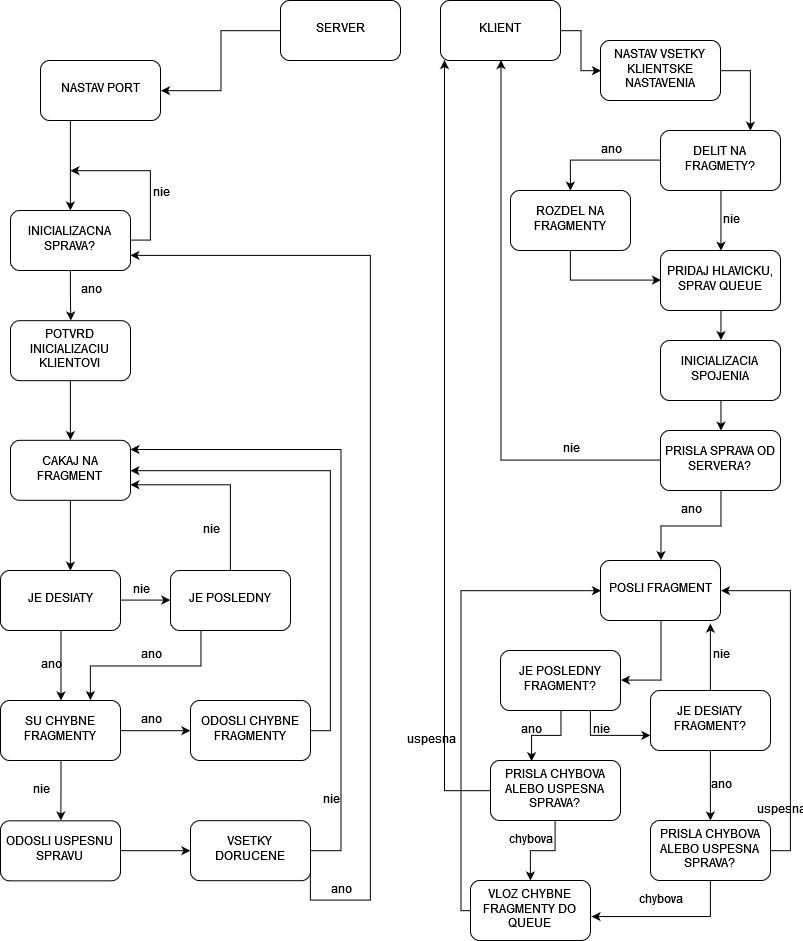 SERVER
NASTAV PORT
nie
INICIALIZACNA
SPRAVA?
ano
POTVRD
INICIALIZACIU
KLIENTOVI
CAKAJ NA
FRAGMENT
nie
JE DESIATY
nie
JE POSLEDNY
ano
ano
SU CHYBNE
FRAGMENTY
ano
ODOSLI CHYBNE
FRAGMENTY
nie
nie
ODOSLI USPESNU
SPRAVU
VSETKY
DORUCENE
ano
KLIENT
NASTAV VSETKY
KLIENTSKE
NASTAVENIA
ano
DELIT NA
FRAGMETY?
ROZDEL NA
FRAGMENTY
nie
PRIDAJ HLAVICKU,
SPRAV QUEUE
INICIALIZACIA
SPOJENIA
nie
PRISLA SPRAVA OD
SERVERA?
ano
POSLI FRAGMENT
nie
JE POSLEDNY
FRAGMENT?
JE DESIATY
FRAGMENT?
ano
nie
uspesna
PRISLA CHYBOVA
ALEBO USPESNA
SPRAVA?
ano
uspesna
chybova
PRISLA CHYBOVA
ALEBO USPESNA
SPRAVA?
VLOZ CHYBNE
FRAGMENTY DO
QUEUE
chybova